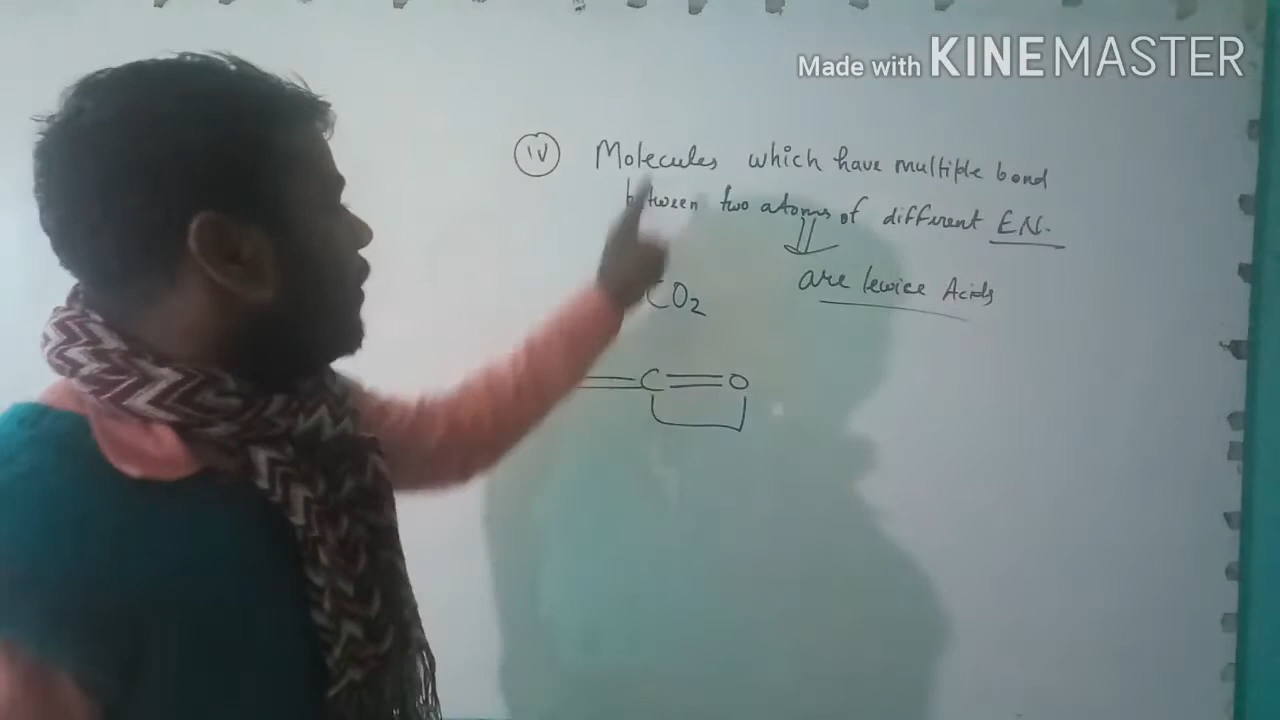 Made with KINEMASTER
iv Molecules which have multiple bond
between two atoms of different EN.
are lewice Acids
CO2
=C=O